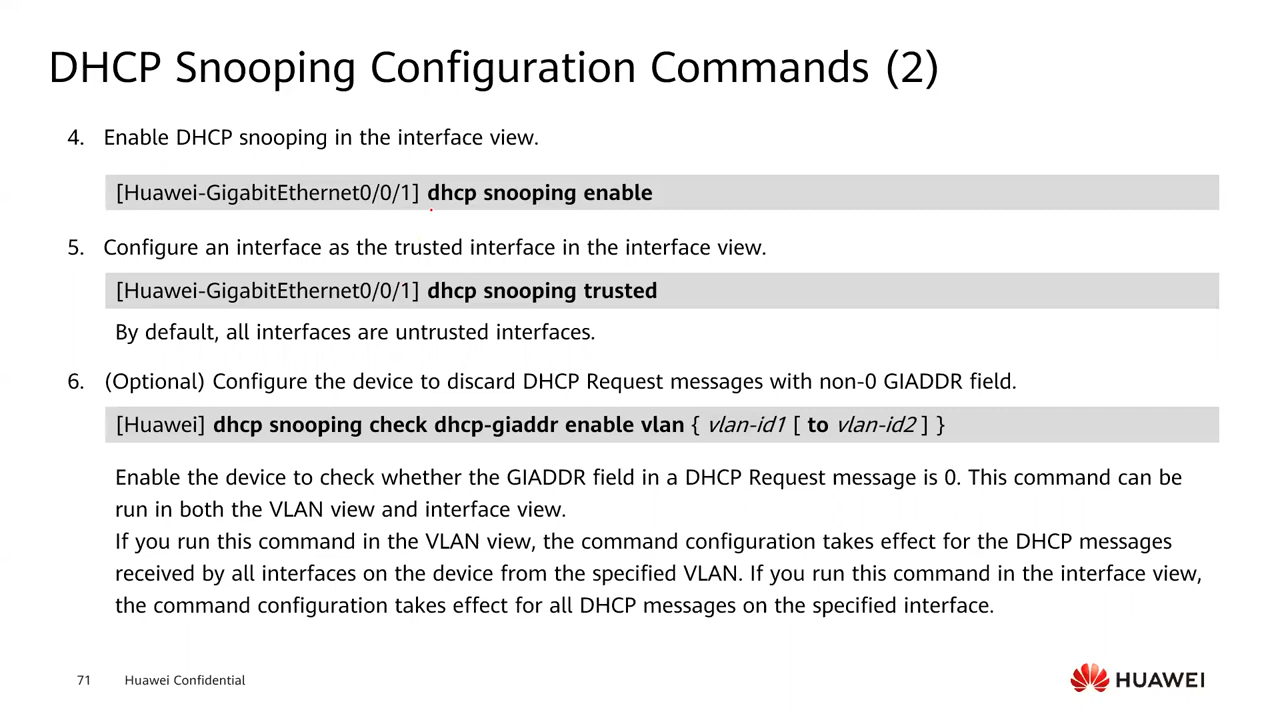 DHCP Snooping Configuration Commands (2)
4. Enable DHCP snooping in the interface view.
[Huawei-GigabitEthernet0/0/1] dhcp snooping enable
5. Configure an interface as the trusted interface in the interface view.
[Huawei-GigabitEthernet0/0/1] dhcp snooping trusted
By default, all interfaces are untrusted interfaces.
6. (Optional) Configure the device to discard DHCP Request messages with non-0 GIADDR field.
[Huawei] dhcp snooping check dhcp-giaddr enable vlan { vlan-id1 [ to vlan-id2 ] }
Enable the device to check whether the GIADDR field in a DHCP Request message is 0. This command can be
run in both the VLAN view and interface view.
If you run this command in the VLAN view, the command configuration takes effect for the DHCP messages
received by all interfaces on the device from the specified VLAN. If you run this command in the interface view,
the command configuration takes effect for all DHCP messages on the specified interface.
71 Huawei Confidential
HUAWEI